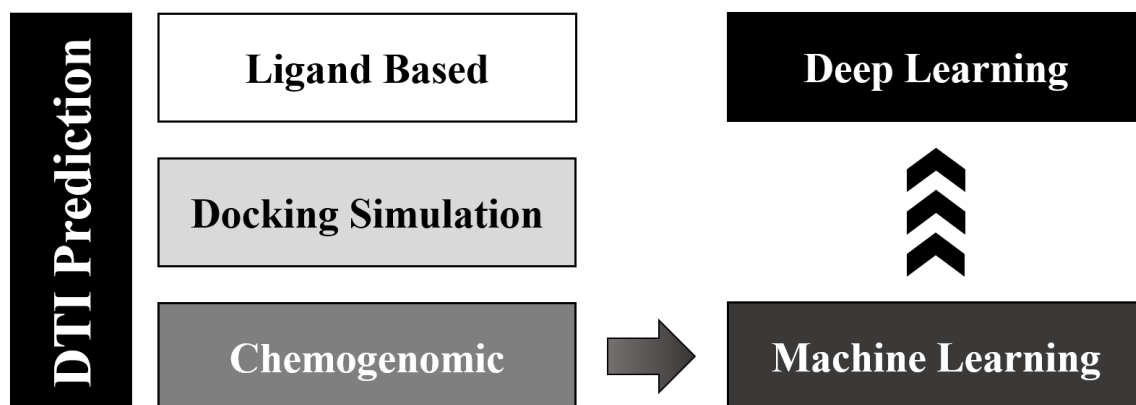 DTI Prediction
Ligand Based
Docking Simulation
Chemogenomic
Deep Learning
Machine Learning